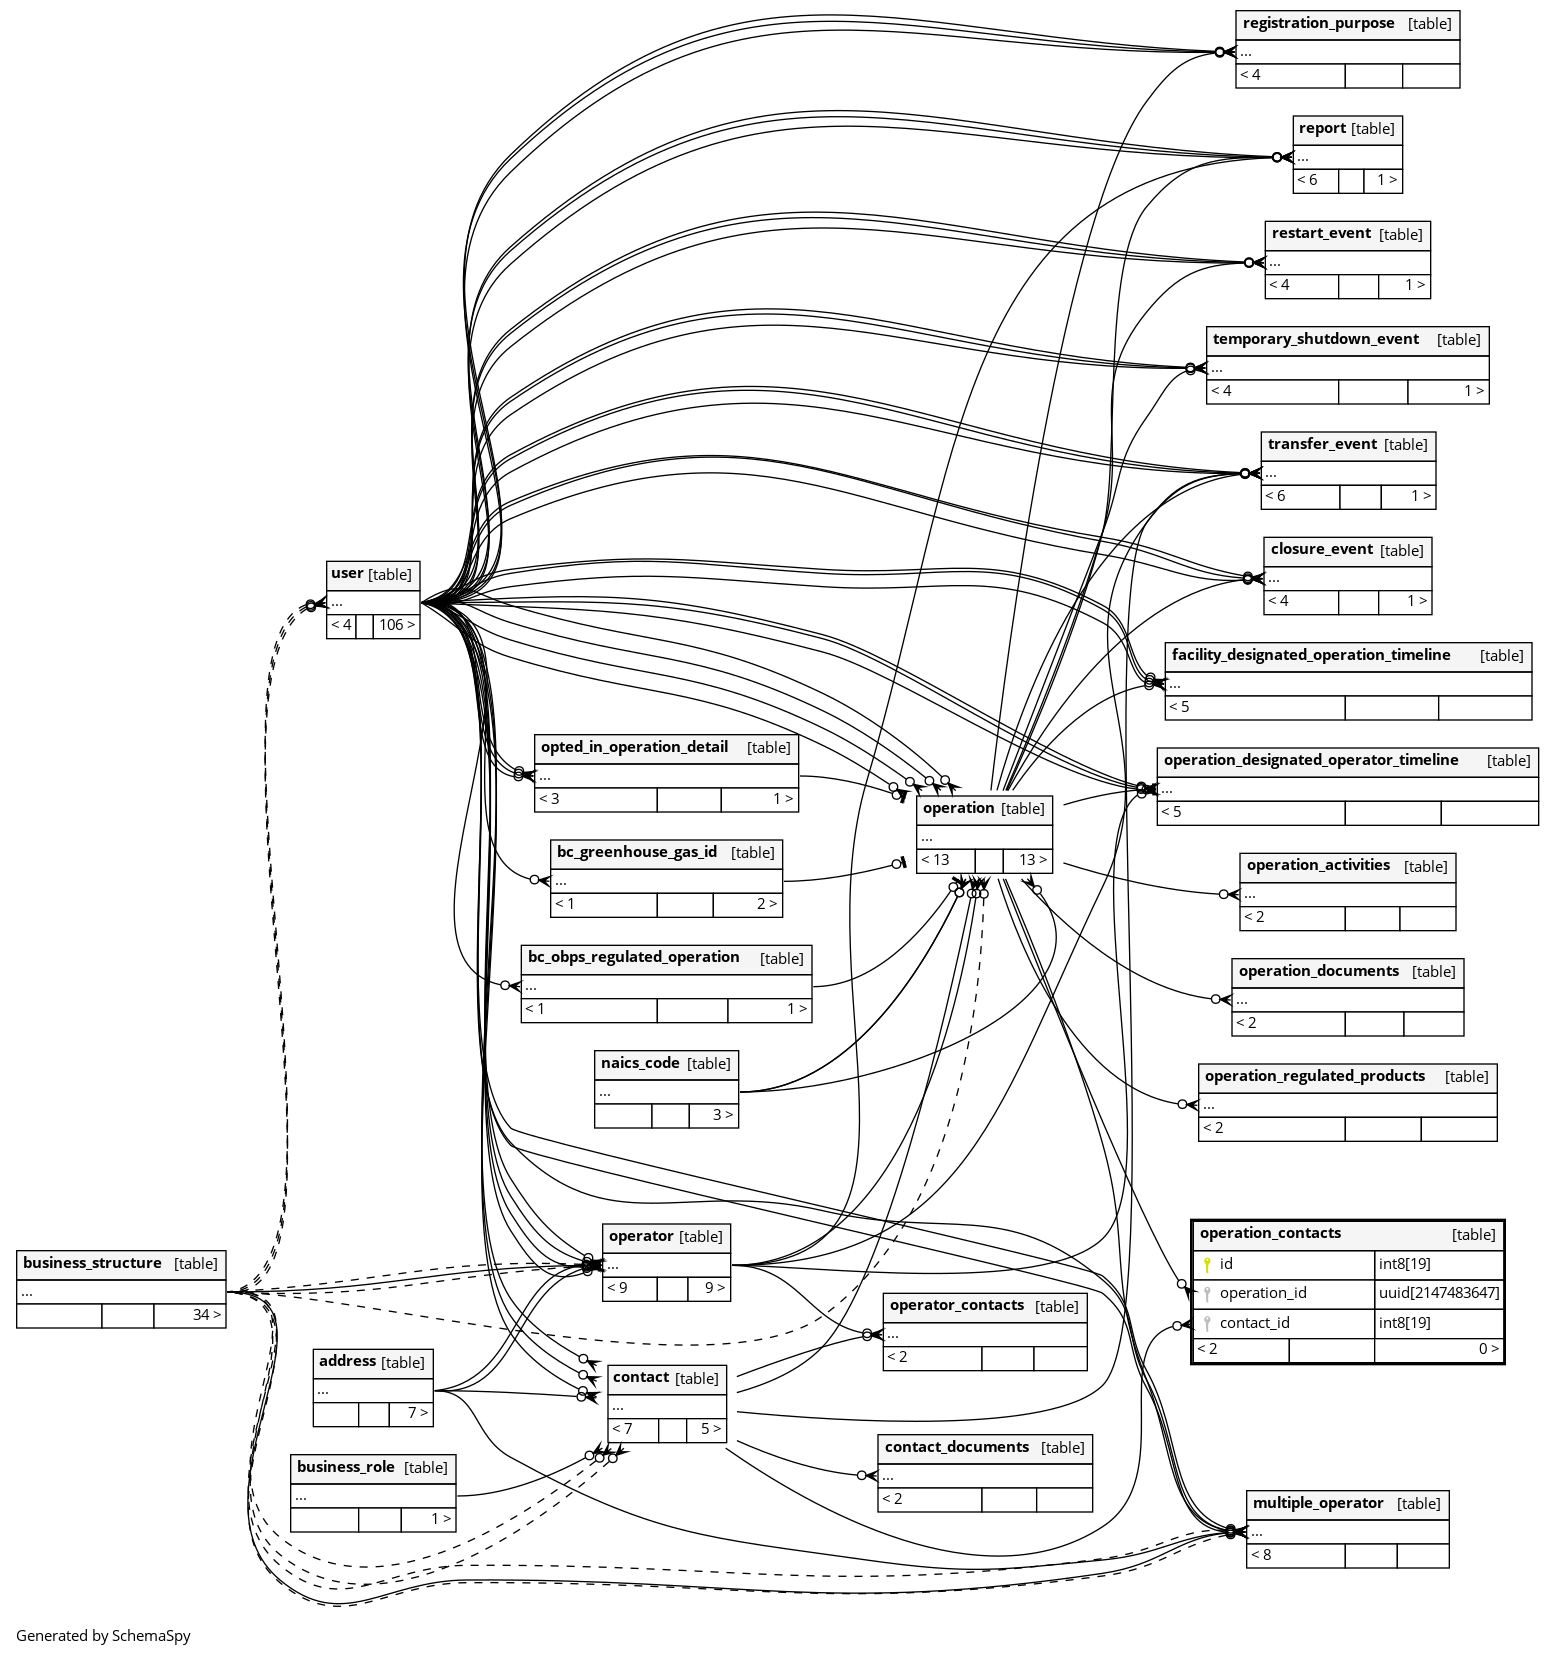 registration_purpose [table]
...
< 4
report [table]
...
< 6 1 >
restart_event [table]
...
< 4 1 >
temporary_shutdown_event [table]
...
< 4 1 >
transfer_event [table]
...
< 6 1 >
closure_event [table]
...
< 4 1 >
user [table]
...
< 4 106 >
facility_designated_operation_timeline [table]
...
< 5
opted_in_operation_detail [table]
...
< 3 1 >
operation_designated_operator_timeline [table]
...
< 5
operation [table]
...
< 13 13 >
bc_greenhouse_gas_id [table]
...
< 1 2 >
operation_activities [table]
...
< 2
bc_obps_regulated_operation [table]
...
< 1 1 >
operation_documents [table]
...
< 2
naics_code [table]
...
3 >
operation_regulated_products [table]
...
< 2
operation_contacts [table]
id int8[19]
operation_id uuid[2147483647]
contact_id int8[19]
< 2 0 >
operator [table]
...
< 9 9 >
business_structure [table]
...
34 >
operator_contacts [table]
...
< 2
address [table]
...
7 >
contact [table]
...
< 7 5 >
contact_documents [table]
...
< 2
business_role [table]
...
1 >
multiple_operator [table]
...
< 8
Generated by SchemaSpy